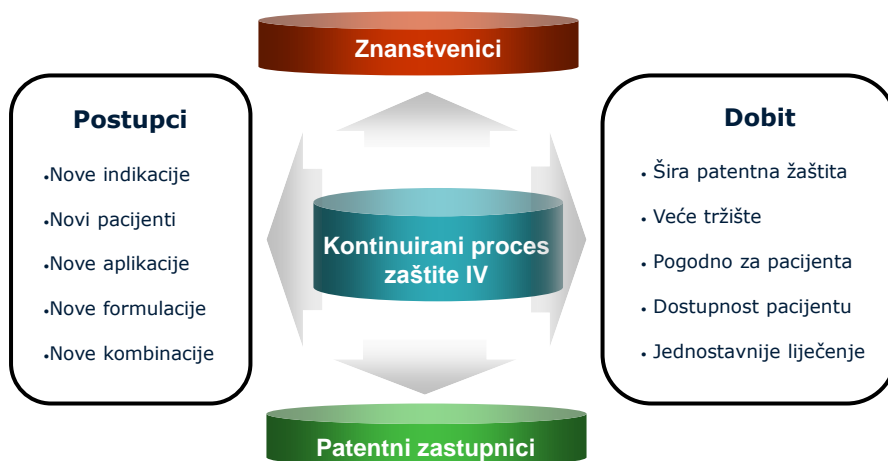 Znanstvenici
Postupci
•Nove indikacije
•Novi pacijenti
•Nove aplikacije
•Nove formulacije
•Nove kombinacije
Kontinuirani proces
zaštite IV
Dobit
• Šira patentna žaštita
• Veće tržište
• Pogodno za pacijenta
• Dostupnost pacijentu
• Jednostavnije liječenje
Patentni zastupnici